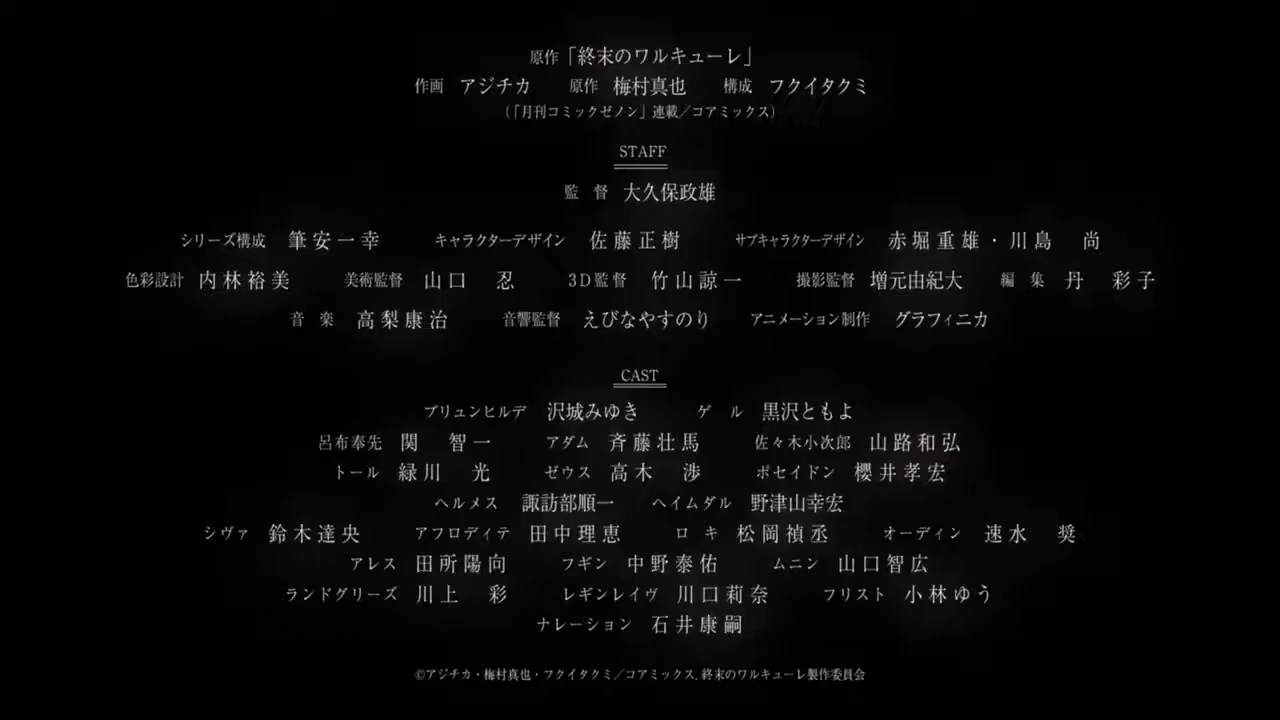 原作「終末のワルキューレ」
作画 アジチカ 原作 梅村真也 構成 フクイタクミ
(「月刊コミックゼノン」連載／コアミックス)
STAFF
監 督 大久保政雄
シリーズ構成 筆安一幸 キャラクターデザイン 佐藤正樹 サブキャラクターデザイン 赤堀重雄・川島 尚
色彩設計 内林裕美 美術監督 山口 忍 3D監督 竹山諒一 撮影監督 増元由紀大 編 集 丹 彩子
音 楽 高梨康治 音響監督 えびなやすのり アニメーション制作 グラフィニカ
CAST
ブリュンヒルデ 沢城みゆき ゲ ル 黒沢ともよ
呂布奉先 関 智一 アダム 斉藤壮馬 佐々木小次郎 山路和弘
トール 緑川 光 ゼウス 高木 渉 ポセイドン 櫻井孝宏
ヘルメス 諏訪部順一 ヘイムダル 野津山幸宏
シヴァ 鈴木達央 アフロディテ 田中理恵 ロ キ 松岡禎丞 オーディン 速水 奨
アレス 田所陽向 フギン 中野泰佑 ムニン 山口智広
ランドグリーズ 川上 彩 レギンレイヴ 川口莉奈 フリスト 小林ゆう
ナレーション 石井康嗣
©アジチカ・梅村真也・フクイタクミ／コアミックス, 終末のワルキューレ製作委員会